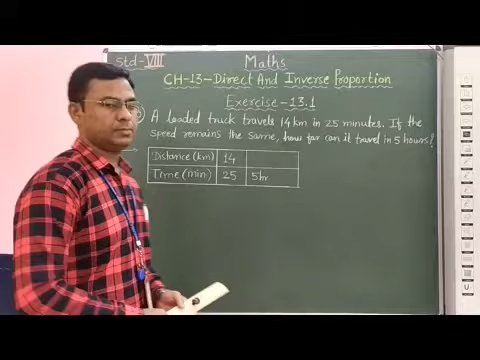 Std-VIII
Maths
CH-13-Direct And Inverse Proportion
Exercise-13.1
A loaded truck travels 14 km in 25 minutes. If the
speed remains the same, how far can it travel in 5 hours?
Distance (km) 14
Time (min) 25 5hr